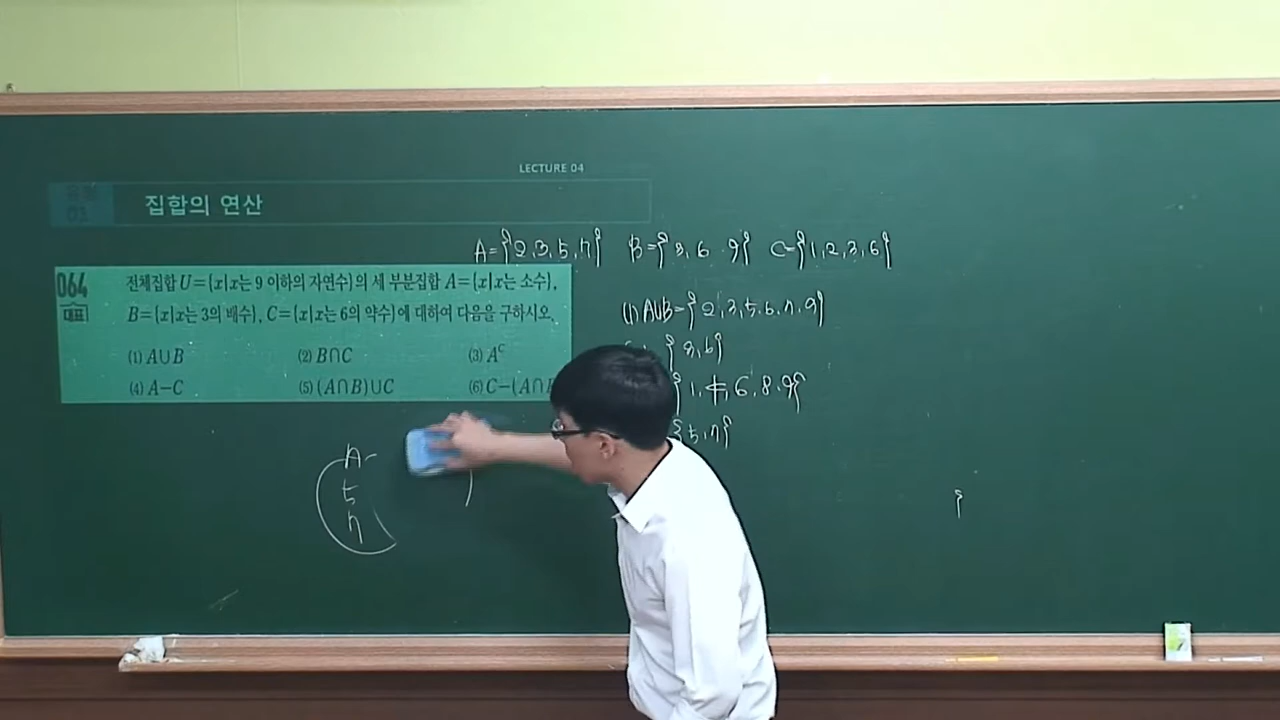 LECTURE 04
집합의 연산
A={2,3,5,7} B={3,6,9} C={1,2,3,6}
064
대표
전체집합 U={x|x는 9 이하의 자연수}의 세 부분집합 A={x|x는 소수},
B={x|x는 3의 배수}, C={x|x는 6의 약수}에 대하여 다음을 구하시오.
(1) A∪B (2) B∩C (3) Aᶜ
(4) A−C (5) (A∩B)∪C (6) C−(A∩
(1) A∪B={2,3,5,6,7,9}
{3,6}
{1,4,6,8,9}
{5,7}
A-
5
7